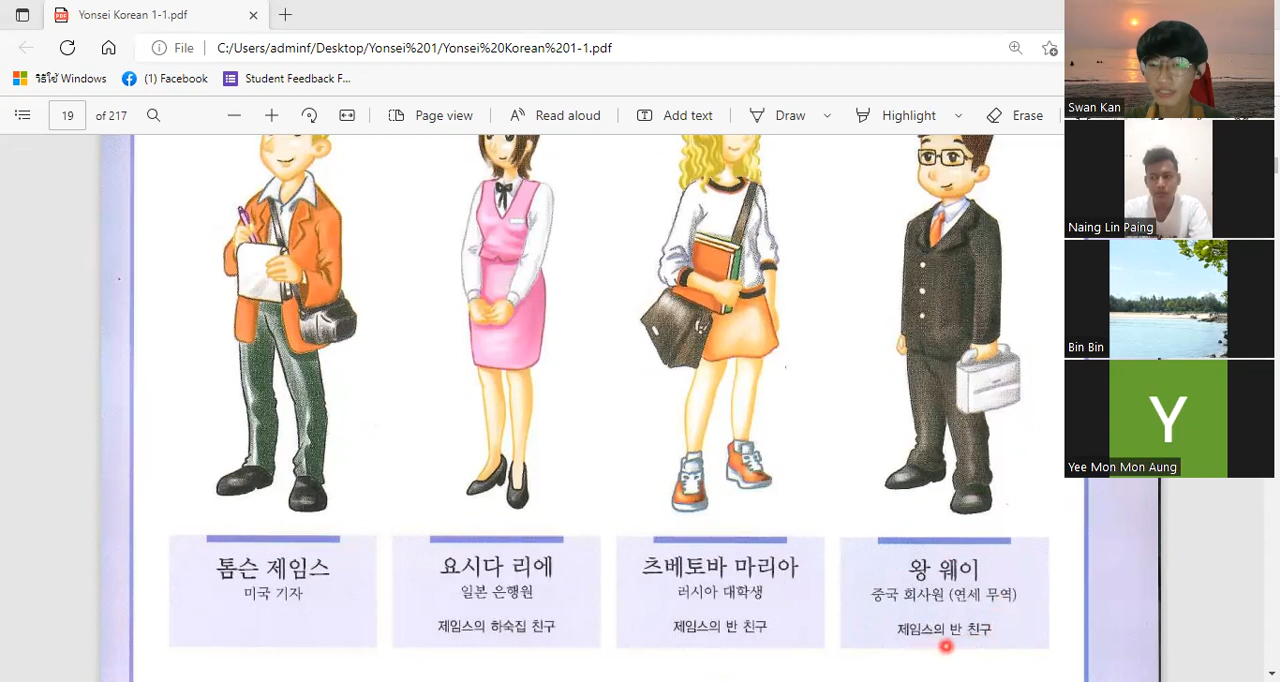 Yonsei Korean 1-1.pdf
File
C:/Users/adminf/Desktop/Yonsei%201/Yonsei%20Korean%201-1.pdf
วิธีใช้ Windows
(1) Facebook
Student Feedback F...
19 of 217
Page view
Read aloud
Add text
Draw
Highlight
Erase
Swan Kan
Naing Lin Paing
Bin Bin
Y
Yee Mon Mon Aung
톰슨 제임스
미국 기자
요시다 리에
일본 은행원
제임스의 하숙집 친구
츠베토바 마리아
러시아 대학생
제임스의 반 친구
왕 웨이
중국 회사원 (연세 무역)
제임스의 반 친구